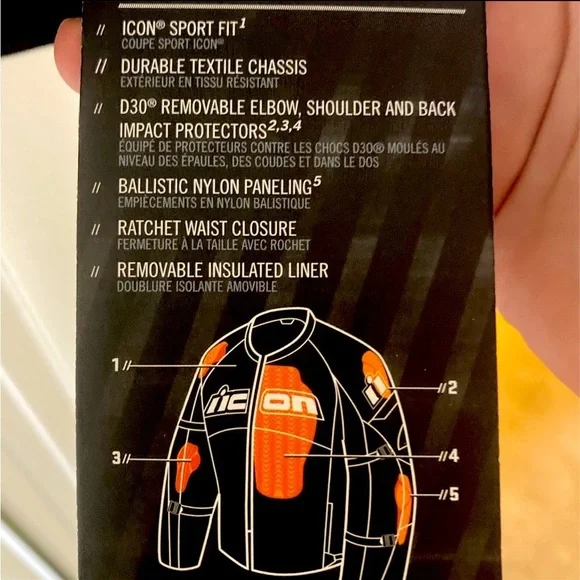 // ICON® SPORT FIT¹
COUPE SPORT ICON®
// DURABLE TEXTILE CHASSIS
EXTÉRIEUR EN TISSU RÉSISTANT
// D30® REMOVABLE ELBOW, SHOULDER AND BACK
IMPACT PROTECTORS²,³,⁴
ÉQUIPÉ DE PROTECTEURS CONTRE LES CHOCS D30® MOULÉS AU
NIVEAU DES ÉPAULES, DES COUDES ET DANS LE DOS
// BALLISTIC NYLON PANELING⁵
EMPIÈCEMENTS EN NYLON BALISTIQUE
// RATCHET WAIST CLOSURE
FERMETURE À LA TAILLE AVEC ROCHET
// REMOVABLE INSULATED LINER
DOUBLURE ISOLANTE AMOVIBLE
1//
//2
icon
3//
//4
//5